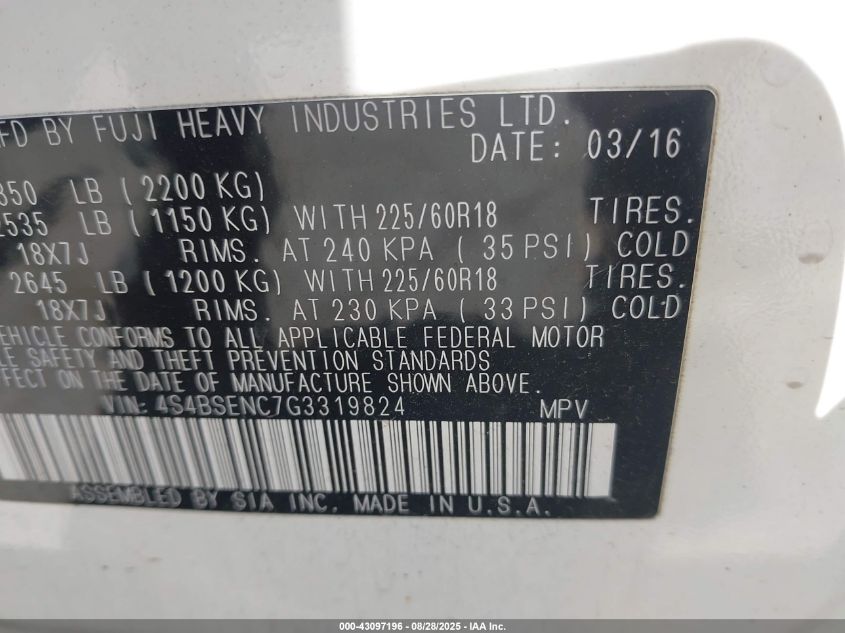 MFD BY FUJI HEAVY INDUSTRIES LTD.
DATE: 03/16
LB (2200 KG)
2535 LB (1150 KG) WITH 225/60R18 TIRES.
18X7J RIMS. AT 240 KPA (35 PSI) COLD
2645 LB (1200 KG) WITH 225/60R18 TIRES.
18X7J RIMS. AT 230 KPA (33 PSI) COLD
EHICLE CONFORMS TO ALL APPLICABLE FEDERAL MOTOR
LE SAFETY AND THEFT PREVENTION STANDARDS
FFECT ON THE DATE OF MANUFACTURE SHOWN ABOVE.
VIN: 4S4BSENC7G3319824 MPV
ASSEMBLED BY SIA INC. MADE IN U.S.A.
000-43097196 - 08/28/2025 - IAA Inc.